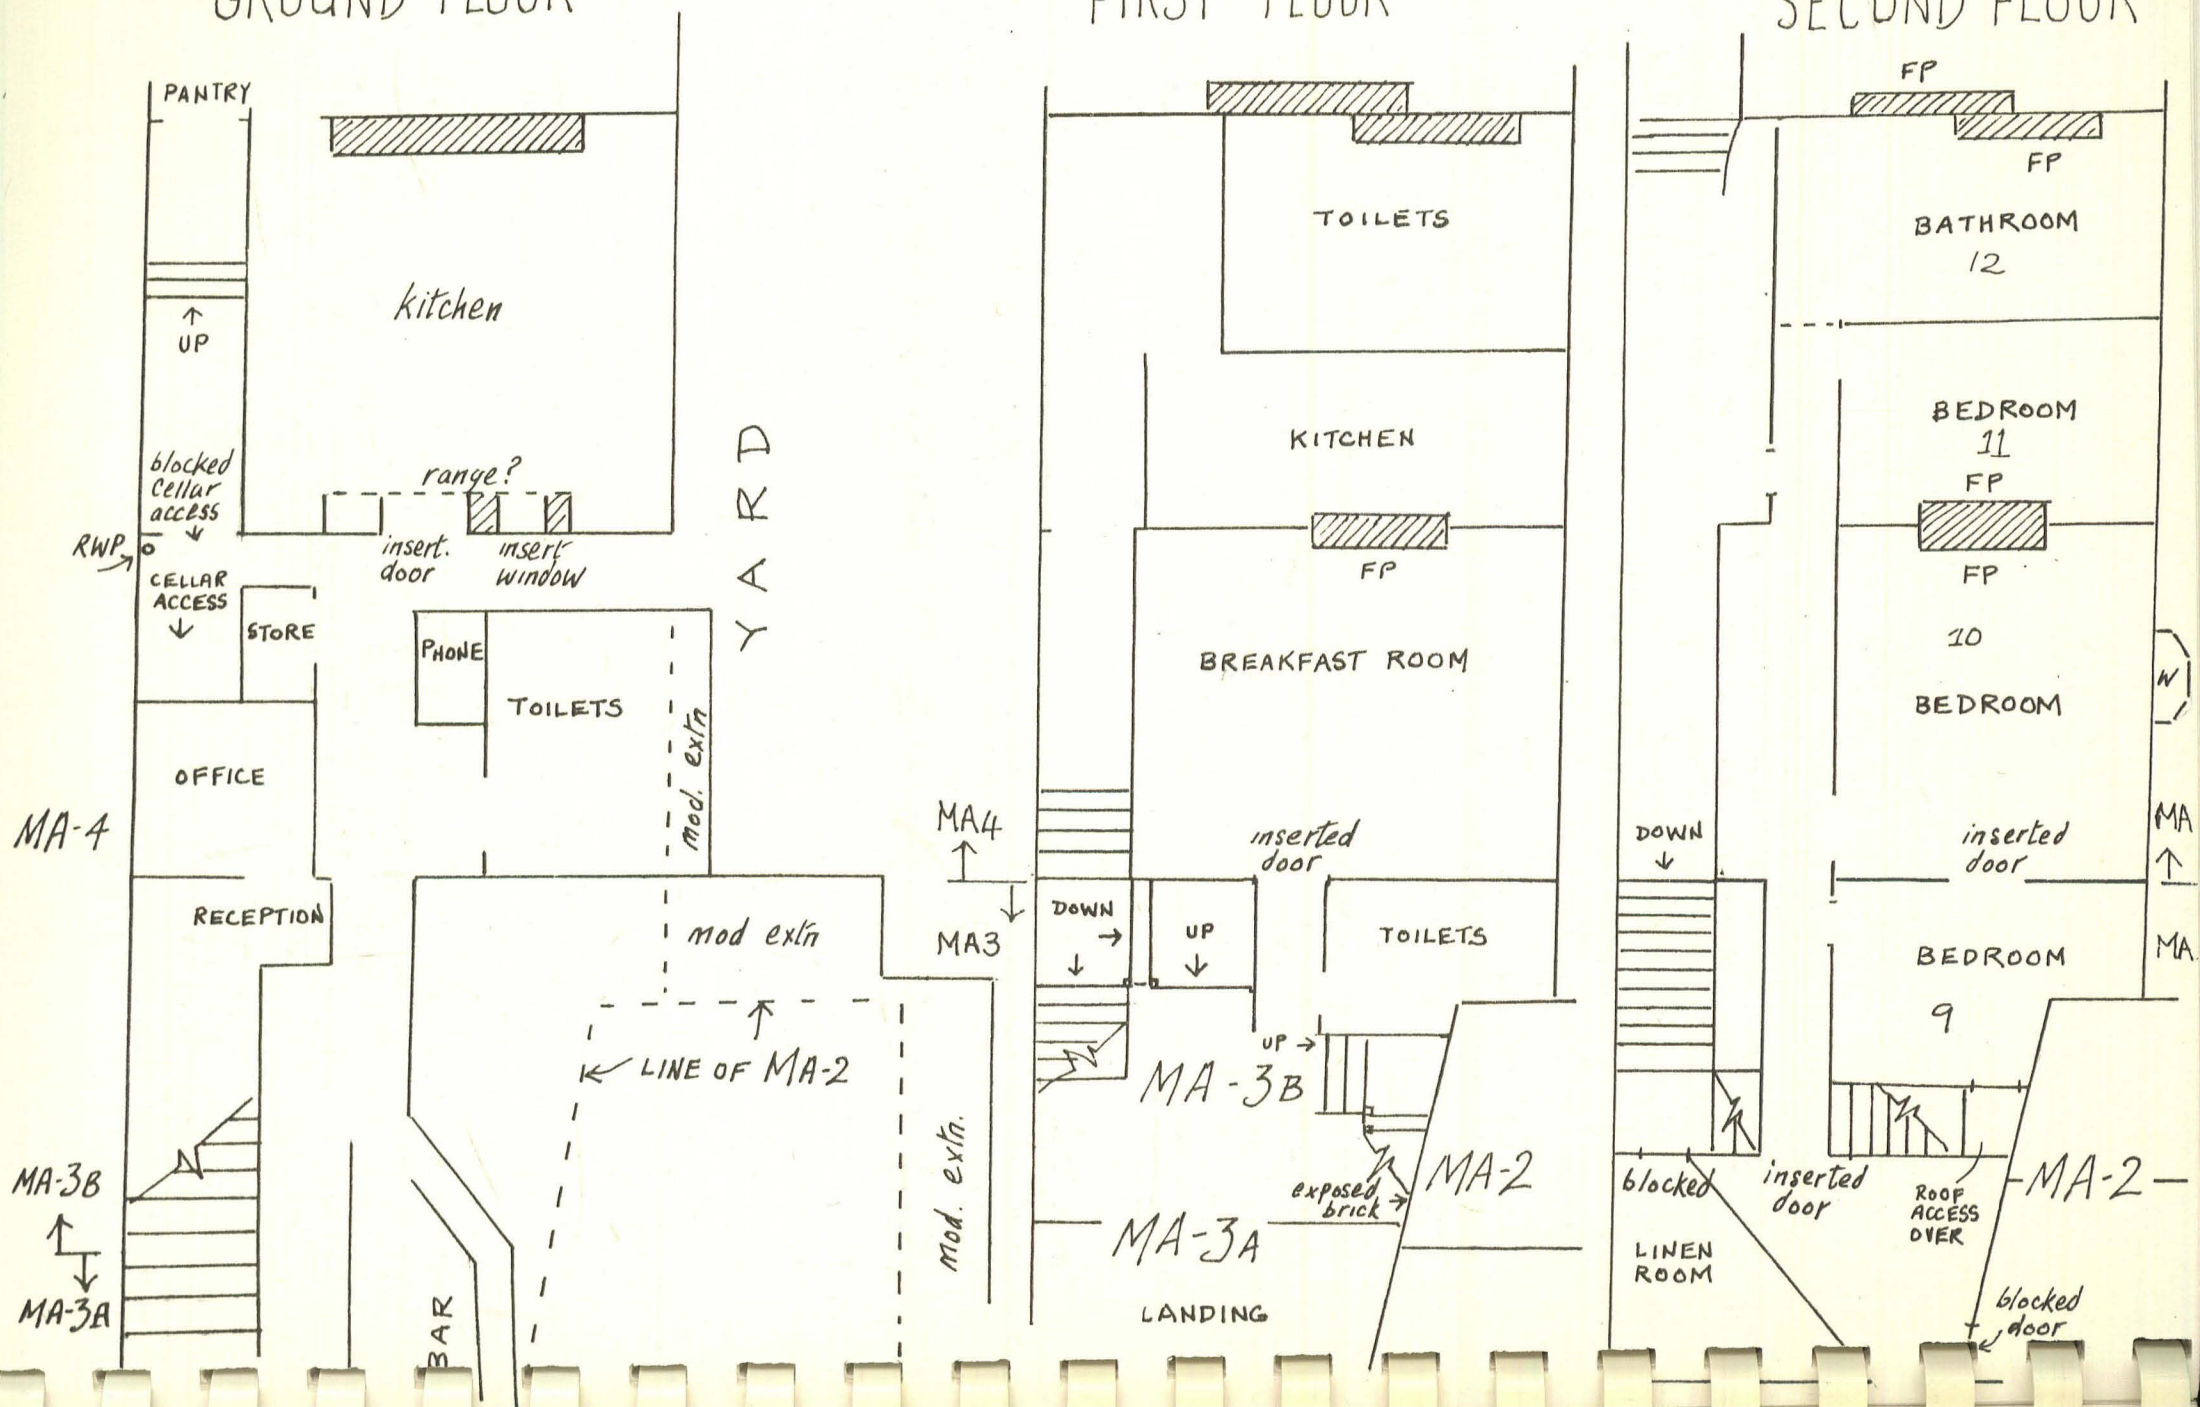 GROUND FLOOR
PANTRY
kitchen
↑
UP
blocked
cellar
access
↓
range?
RWP
insert.
door
insert
window
CELLAR
ACCESS
↓
STORE
PHONE
TOILETS
YARD
mod. extn
OFFICE
MA-4
RECEPTION
mod extn
← LINE OF MA-2
mod. extn.
MA-3B
MA-3A
BAR
FIRST FLOOR
TOILETS
KITCHEN
FP
BREAKFAST ROOM
MA4
↑
inserted
door
↓
MA3
DOWN
→
↓
UP
↓
TOILETS
UP →
MA-3B
MA-2
exposed
brick
MA-3A
LANDING
SECOND FLOOR
FP
FP
BATHROOM
12
BEDROOM
11
FP
FP
10
BEDROOM
W
MA
↑
DOWN
↓
inserted
door
MA
BEDROOM
9
blocked
inserted
door
ROOF
ACCESS
OVER
MA-2
LINEN
ROOM
blocked
door